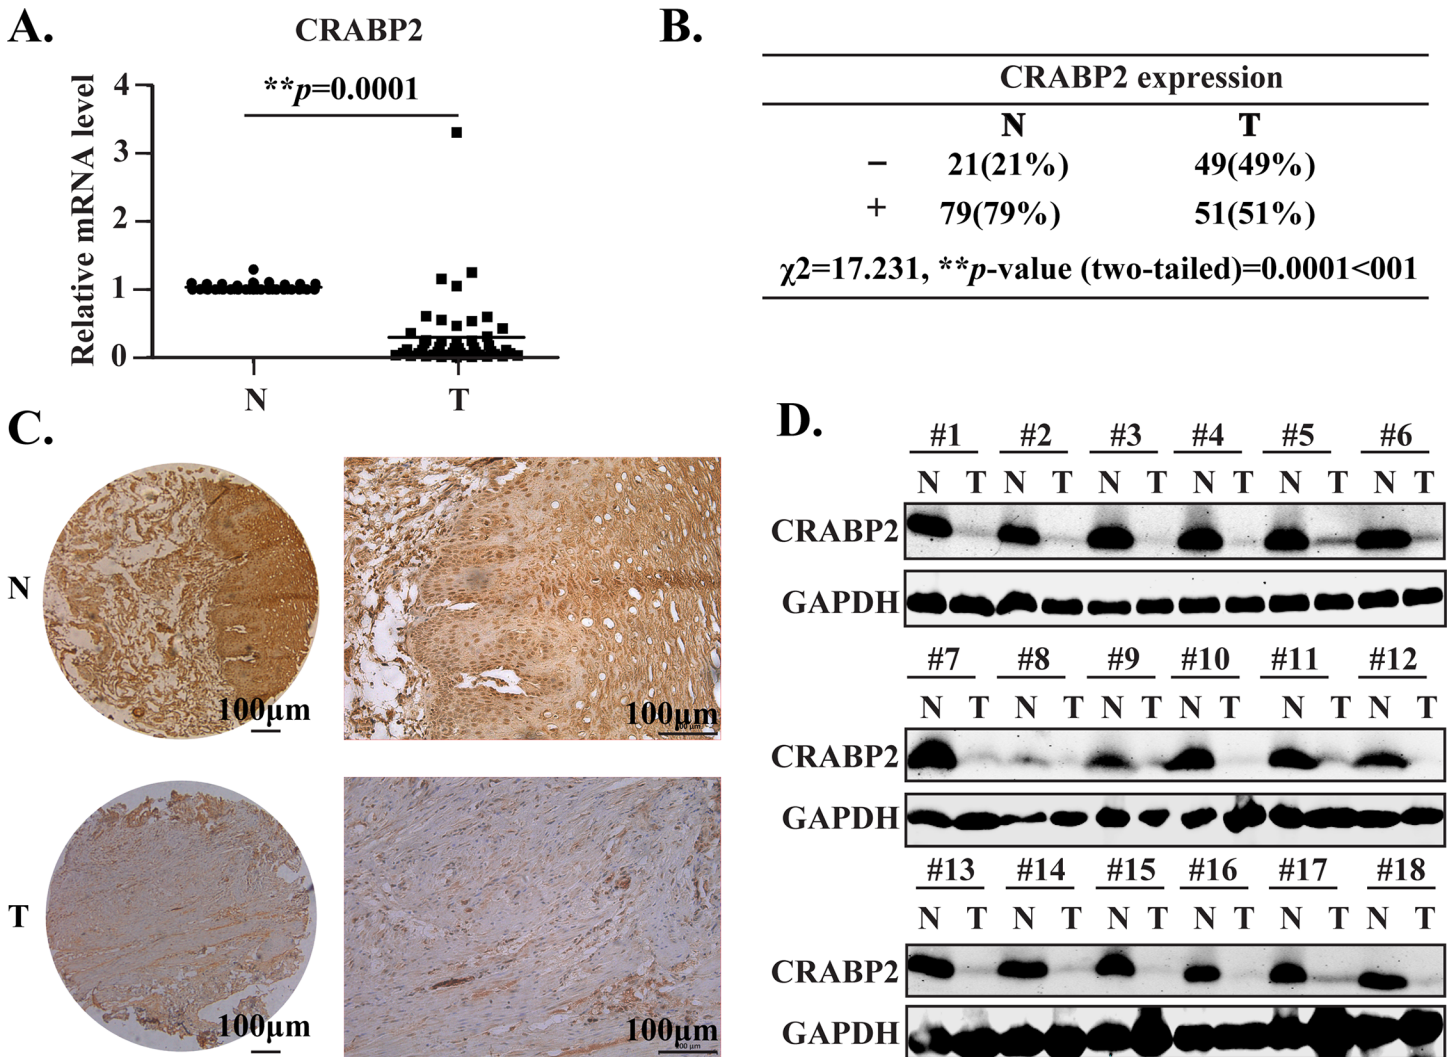 A.
CRABP2
**p=0.0001
Relative mRNA level
4
3
2
1
0
N T
B.
CRABP2 expression
N T
− 21(21%) 49(49%)
+ 79(79%) 51(51%)
χ2=17.231, **p-value (two-tailed)=0.0001<001
C.
N
100μm
100μm
T
100μm
100μm
100 μm
D.
#1 #2 #3 #4 #5 #6
N T N T N T N T N T N T
CRABP2
GAPDH
#7 #8 #9 #10 #11 #12
N T N T N T N T N T N T
CRABP2
GAPDH
#13 #14 #15 #16 #17 #18
N T N T N T N T N T N T
CRABP2
GAPDH